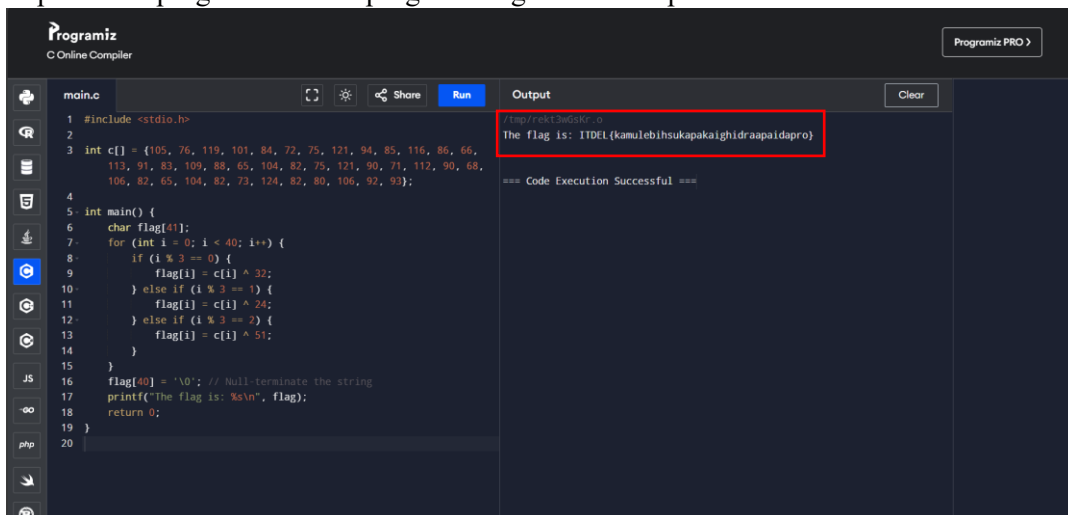 Programiz
C Online Compiler
Programiz PRO >
main.c
Share
Run
Output
Clear
1 #include <stdio.h>
2
3 int c[] = {105, 76, 119, 101, 84, 72, 75, 121, 94, 85, 116, 86, 66,
113, 91, 83, 109, 88, 65, 104, 82, 75, 121, 90, 71, 112, 90, 68,
106, 82, 65, 104, 82, 73, 124, 82, 80, 106, 92, 93};
4
5 int main() {
6 char flag[41];
7 for (int i = 0; i < 40; i++) {
8 if (i % 3 == 0) {
9 flag[i] = c[i] ^ 32;
10 } else if (i % 3 == 1) {
11 flag[i] = c[i] ^ 24;
12 } else if (i % 3 == 2) {
13 flag[i] = c[i] ^ 51;
14 }
15 }
16 flag[40] = '\0'; // Null-terminate the string
17 printf("The flag is: %s\n", flag);
18 return 0;
19 }
20
/tmp/rekt3wGsKr.o
The flag is: ITDEL{kamulebihsukapakaighidraapaidapro}
=== Code Execution Successful ===
JS
GO
php